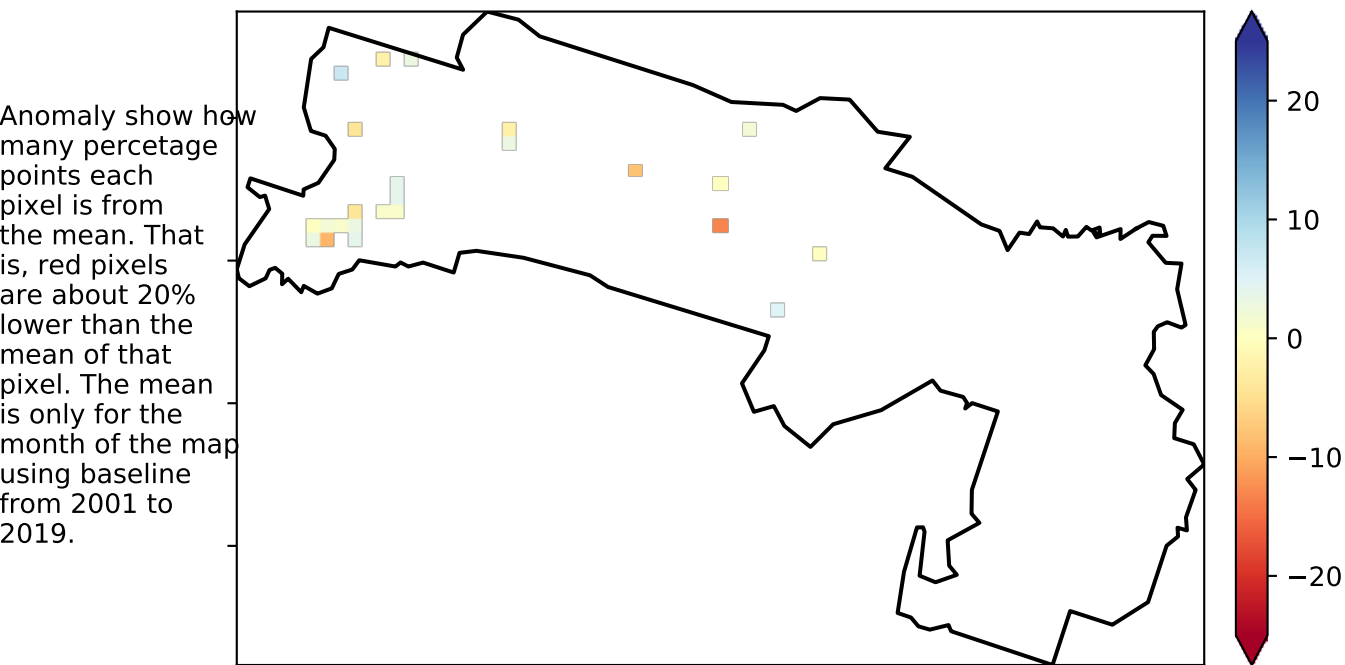 Anomaly show how
many percetage
points each
pixel is from
the mean. That
is, red pixels
are about 20%
lower than the
mean of that
pixel. The mean
is only for the
month of the map
using baseline
from 2001 to
2019.
20
10
0
−10
−20